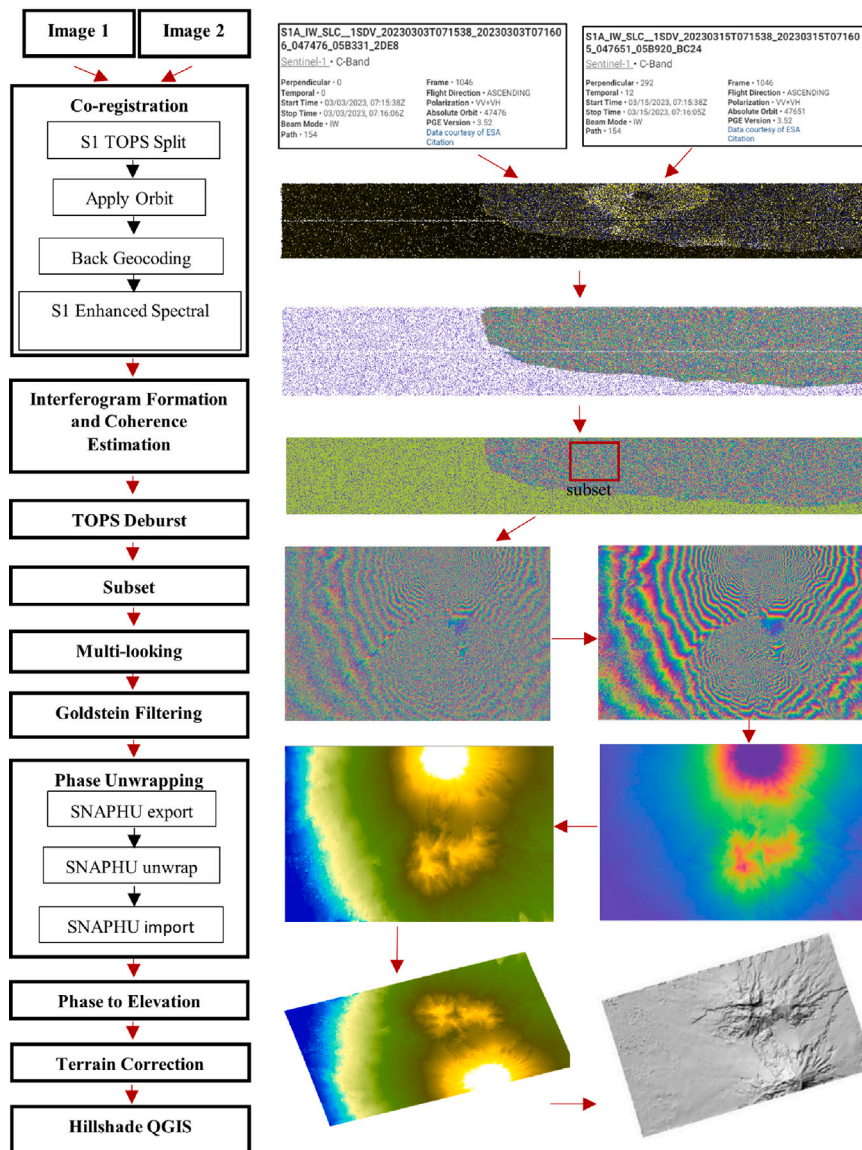 Image 1
Image 2
Co-registration
S1 TOPS Split
Apply Orbit
Back Geocoding
S1 Enhanced Spectral
Interferogram Formation
and Coherence
Estimation
TOPS Deburst
Subset
Multi-looking
Goldstein Filtering
Phase Unwrapping
SNAPHU export
SNAPHU unwrap
SNAPHU import
Phase to Elevation
Terrain Correction
Hillshade QGIS
S1A_IW_SLC__1SDV_20230303T071538_20230303T07160
6_047476_05B331_2DE8
Sentinel-1 • C-Band
Perpendicular • 0
Temporal • 0
Start Time • 03/03/2023, 07:15:38Z
Stop Time • 03/03/2023, 07:16:06Z
Beam Mode • IW
Path • 154
Frame • 1046
Flight Direction • ASCENDING
Polarization • VV+VH
Absolute Orbit • 47476
PGE Version • 3.52
Data courtesy of ESA
Citation
S1A_IW_SLC__1SDV_20230315T071538_20230315T07160
5_047651_05B920_BC24
Sentinel-1 • C-Band
Perpendicular • 292
Temporal • 12
Start Time • 03/15/2023, 07:15:38Z
Stop Time • 03/15/2023, 07:16:05Z
Beam Mode • IW
Path • 154
Frame • 1046
Flight Direction • ASCENDING
Polarization • VV+VH
Absolute Orbit • 47651
PGE Version • 3.52
Data courtesy of ESA
Citation
subset